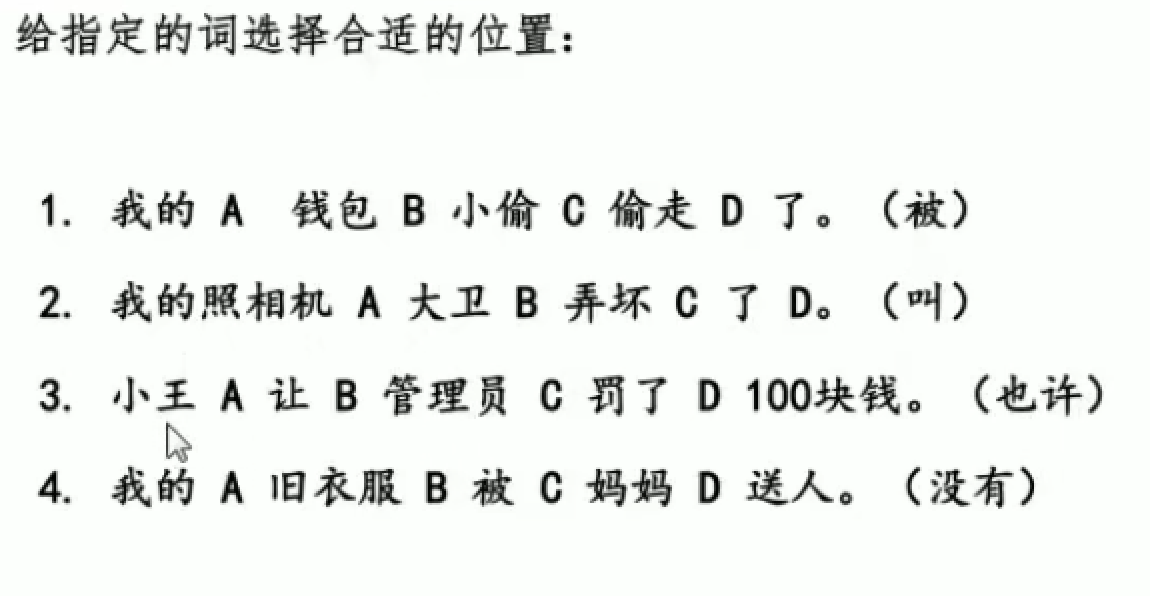 给指定的词选择合适的位置：
1. 我的 A 钱包 B 小偷 C 偷走 D 了。（被）
2. 我的照相机 A 大卫 B 弄坏 C 了 D。（叫）
3. 小王 A 让 B 管理员 C 罚了 D 100块钱。（也许）
4. 我的 A 旧衣服 B 被 C 妈妈 D 送人。（没有）